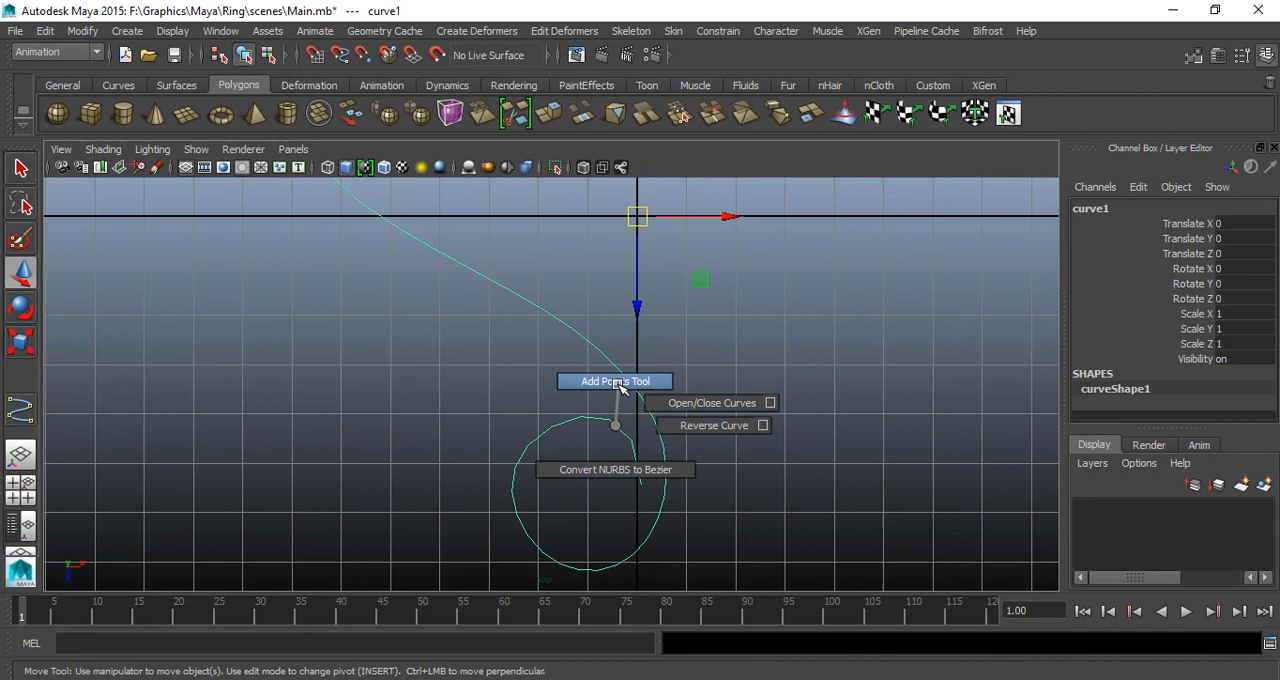 Autodesk Maya 2015: F:\Graphics\Maya\Ring\scenes\Main.mb* --- curve1
File Edit Modify Create Display Window Assets Animate Geometry Cache Create Deformers Edit Deformers Skeleton Skin Constrain Character Muscle XGen Pipeline Cache Bifrost Help
Animation No Live Surface
General Curves Surfaces Polygons Deformation Animation Dynamics Rendering PaintEffects Toon Muscle Fluids Fur nHair nCloth Custom XGen
View Shading Lighting Show Renderer Panels
Channel Box / Layer Editor
Channels Edit Object Show
curve1
Translate X 0
Translate Y 0
Translate Z 0
Rotate X 0
Rotate Y 0
Rotate Z 0
Scale X 1
Scale Y 1
Scale Z 1
Visibility on
SHAPES
curveShape1
Add Points Tool
Open/Close Curves
Reverse Curve
Convert NURBS to Bezier
top
Display Render Anim
Layers Options Help
MAYA
1 5 10 15 20 25 30 35 40 45 50 55 60 65 70 75 80 85 90 95 100 105 110 115 12
1.00
MEL
Move Tool: Use manipulator to move object(s). Use edit mode to change pivot (INSERT). Ctrl+LMB to move perpendicular.